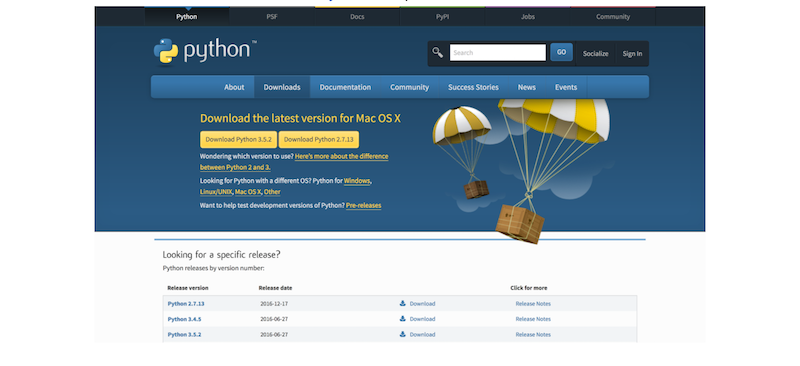 Python PSF Docs PyPI Jobs Community
python™
Search GO Socialize Sign In
About Downloads Documentation Community Success Stories News Events
Download the latest version for Mac OS X
Download Python 3.5.2 Download Python 2.7.13
Wondering which version to use? Here's more about the difference
between Python 2 and 3.
Looking for Python with a different OS? Python for Windows,
Linux/UNIX, Mac OS X, Other
Want to help test development versions of Python? Pre-releases
Looking for a specific release?
Python releases by version number:
Release version Release date Click for more
Python 2.7.13 2016-12-17 Download Release Notes
Python 3.4.5 2016-06-27 Download Release Notes
Python 3.5.2 2016-06-27 Download Release Notes